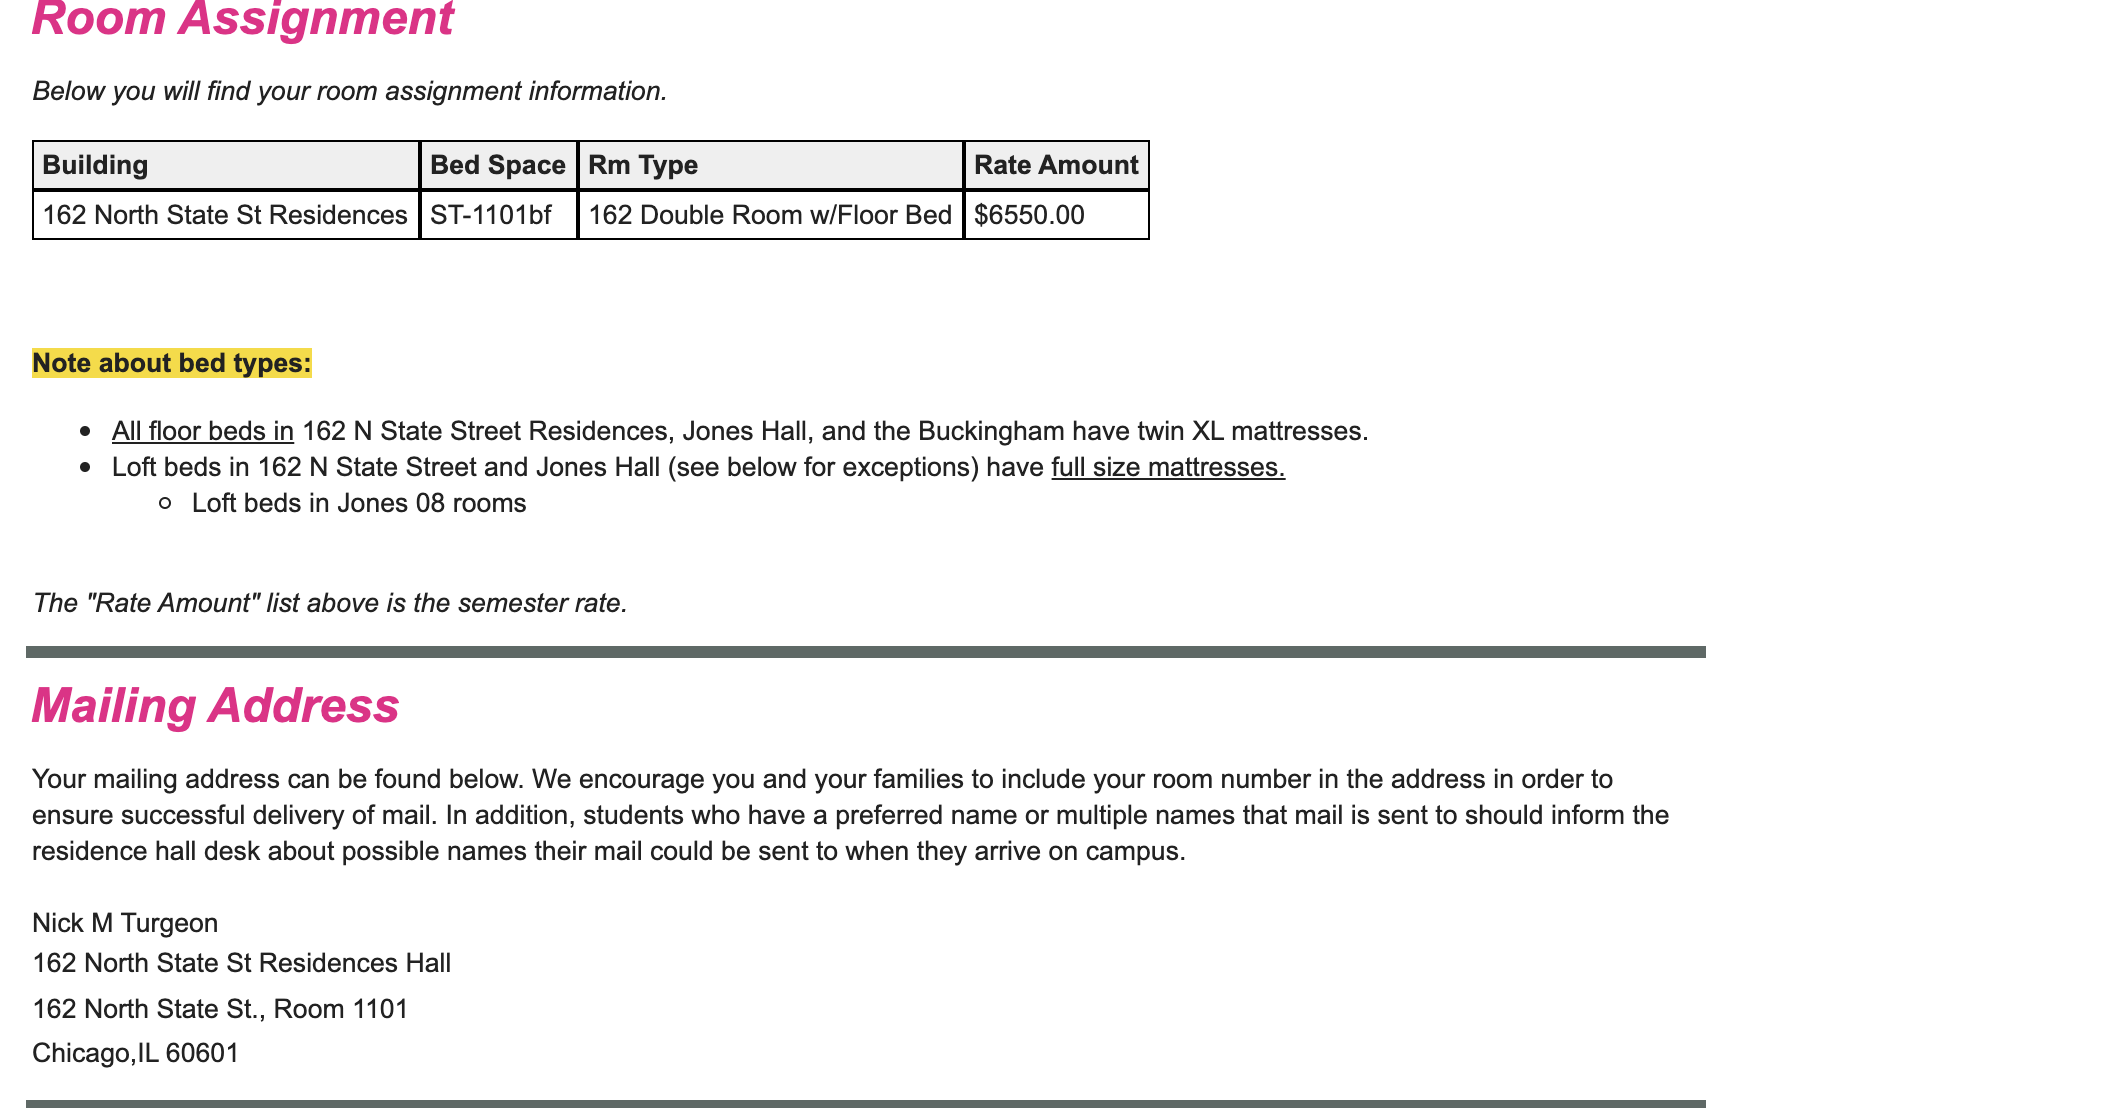 Room Assignment
Below you will find your room assignment information.
Building Bed Space Rm Type Rate Amount
162 North State St Residences ST-1101bf 162 Double Room w/Floor Bed $6550.00
Note about bed types:
All floor beds in 162 N State Street Residences, Jones Hall, and the Buckingham have twin XL mattresses.
Loft beds in 162 N State Street and Jones Hall (see below for exceptions) have full size mattresses.
Loft beds in Jones 08 rooms
The "Rate Amount" list above is the semester rate.
Mailing Address
Your mailing address can be found below. We encourage you and your families to include your room number in the address in order to
ensure successful delivery of mail. In addition, students who have a preferred name or multiple names that mail is sent to should inform the
residence hall desk about possible names their mail could be sent to when they arrive on campus.
Nick M Turgeon
162 North State St Residences Hall
162 North State St., Room 1101
Chicago,IL 60601